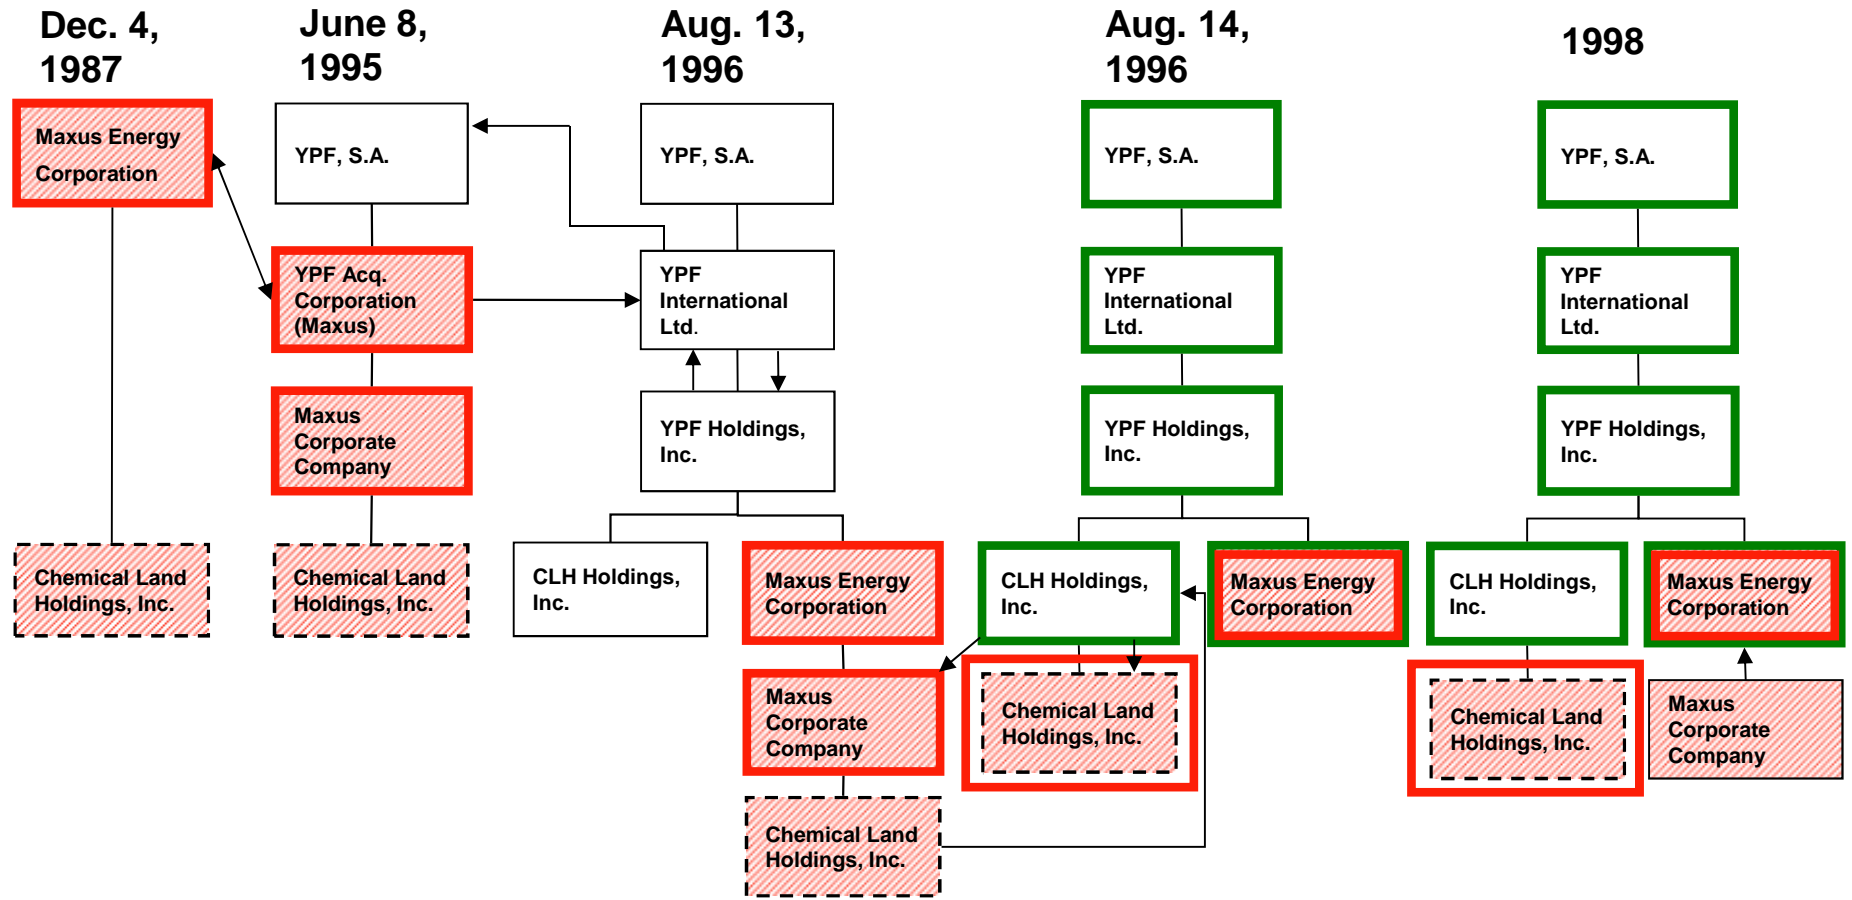 Dec. 4,
1987
Maxus Energy
Corporation
Chemical Land
Holdings, Inc.
June 8,
1995
YPF, S.A.
YPF Acq.
Corporation
(Maxus)
Maxus
Corporate
Company
Chemical Land
Holdings, Inc.
Aug. 13,
1996
YPF, S.A.
YPF
International
Ltd.
YPF Holdings,
Inc.
CLH Holdings,
Inc.
Maxus Energy
Corporation
Maxus
Corporate
Company
Chemical Land
Holdings, Inc.
Aug. 14,
1996
YPF, S.A.
YPF
International
Ltd.
YPF Holdings,
Inc.
CLH Holdings,
Inc.
Maxus Energy
Corporation
Chemical Land
Holdings, Inc.
1998
YPF, S.A.
YPF
International
Ltd.
YPF Holdings,
Inc.
CLH Holdings,
Inc.
Maxus Energy
Corporation
Chemical Land
Holdings, Inc.
Maxus
Corporate
Company